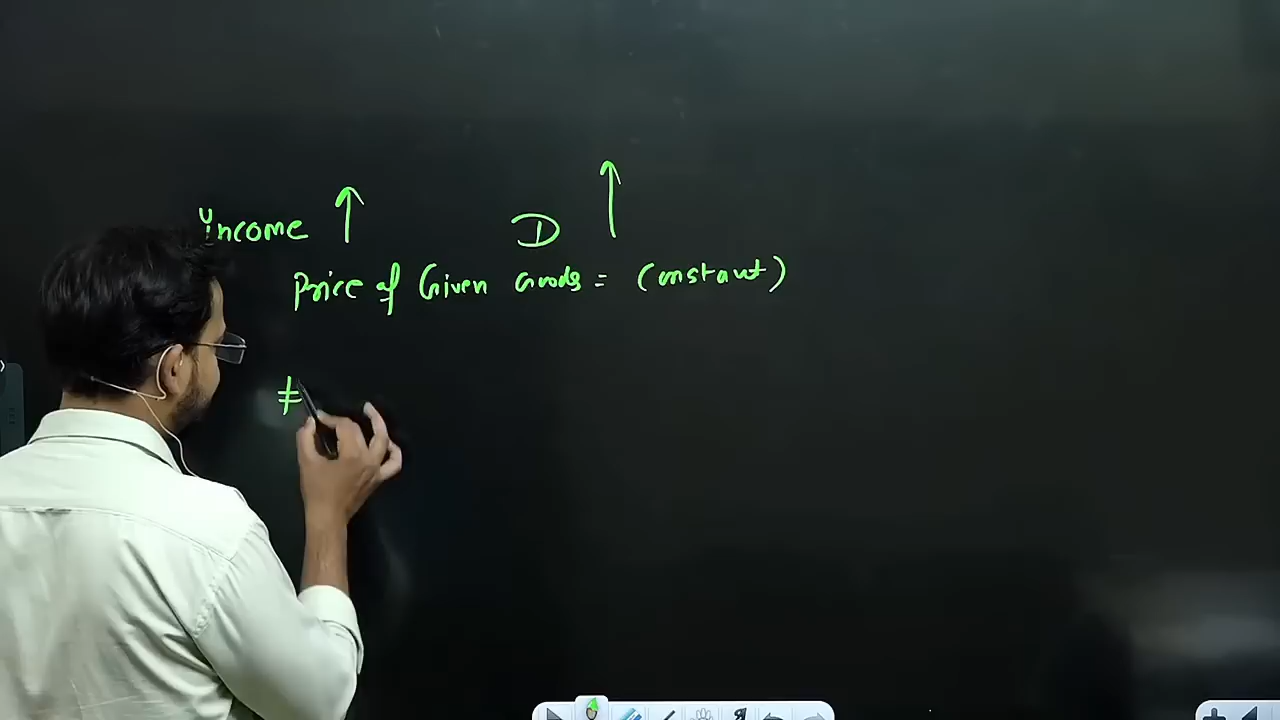 Income ↑ D ↑
Price of Given Goods = Constant)
≠